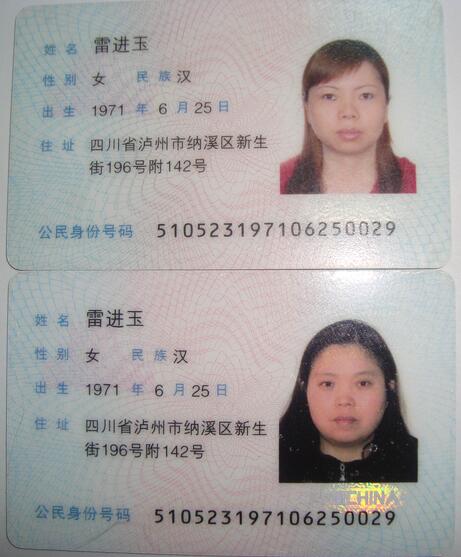 姓名 雷进玉
性别 女 民族 汉
出生 1971 年 6 月 25 日
住址 四川省泸州市纳溪区新生
街196号附142号
公民身份号码 510523197106250029
姓名 雷进玉
性别 女 民族 汉
出生 1971 年 6 月 25 日
住址 四川省泸州市纳溪区新生
街196号附142号
CHINA
公民身份号码 510523197106250029